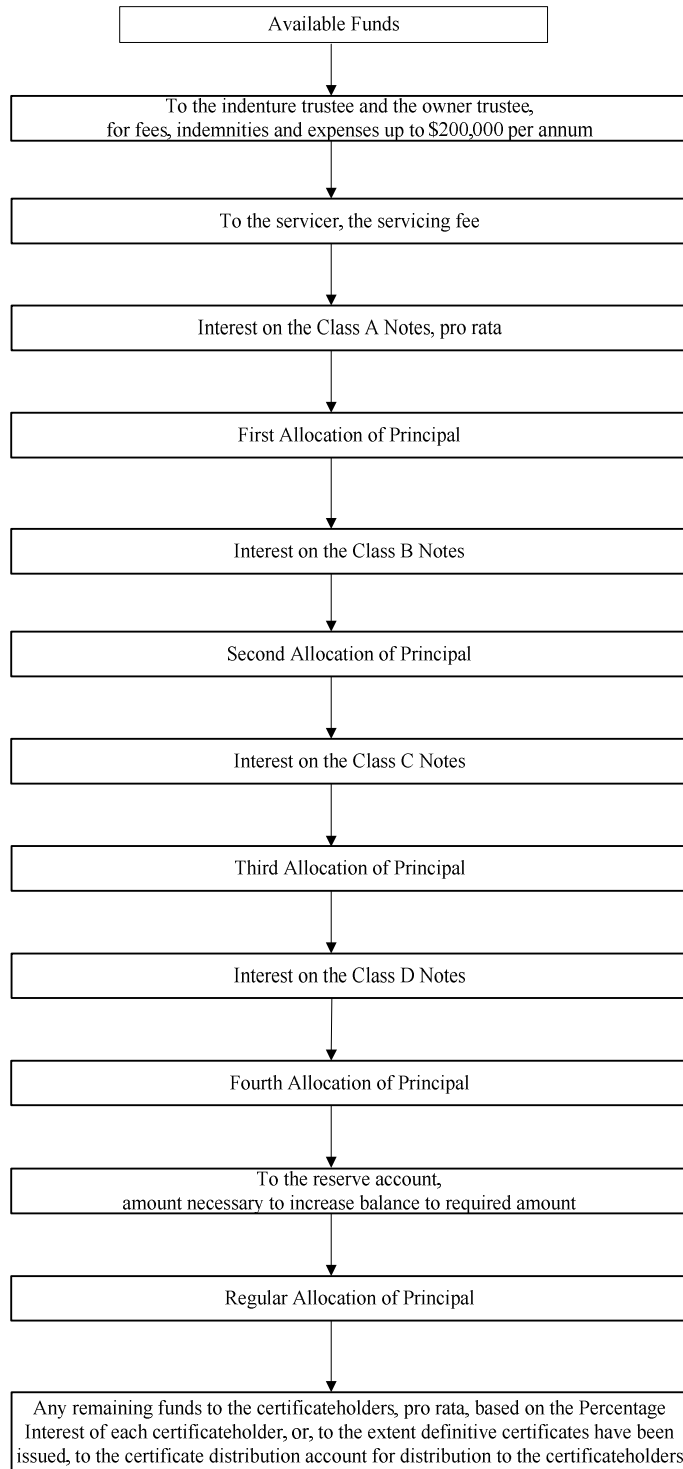 Available Funds
To the indenture trustee and the owner trustee,
for fees, indemnities and expenses up to $200,000 per annum
To the servicer, the servicing fee
Interest on the Class A Notes, pro rata
First Allocation of Principal
Interest on the Class B Notes
Second Allocation of Principal
Interest on the Class C Notes
Third Allocation of Principal
Interest on the Class D Notes
Fourth Allocation of Principal
To the reserve account,
amount necessary to increase balance to required amount
Regular Allocation of Principal
Any remaining funds to the certificateholders, pro rata, based on the Percentage
Interest of each certificateholder, or, to the extent definitive certificates have been
issued, to the certificate distribution account for distribution to the certificateholders